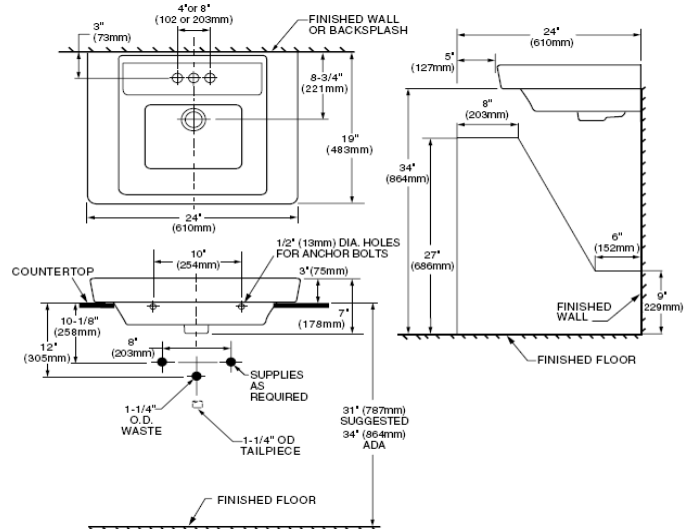 4" or 8"
(102 or 203mm)
3"
(73mm)
FINISHED WALL
OR BACKSPLASH
8-3/4"
(221mm)
19"
(483mm)
24"
(610mm)
24"
(610mm)
5"
(127mm)
8"
(203mm)
34"
(864mm)
27"
(686mm)
6"
(152mm)
9"
229mm)
FINISHED
WALL
FINISHED FLOOR
10"
(254mm)
1/2" (13mm) DIA. HOLES
FOR ANCHOR BOLTS
COUNTERTOP
3"(75mm)
7"
(178mm)
10-1/8"
(258mm)
12"
(305mm)
8"
(203mm)
SUPPLIES
AS
REQUIRED
1-1/4"
O.D.
WASTE
1-1/4" OD
TAILPIECE
31" (787mm)
SUGGESTED
34" (864mm)
ADA
FINISHED FLOOR